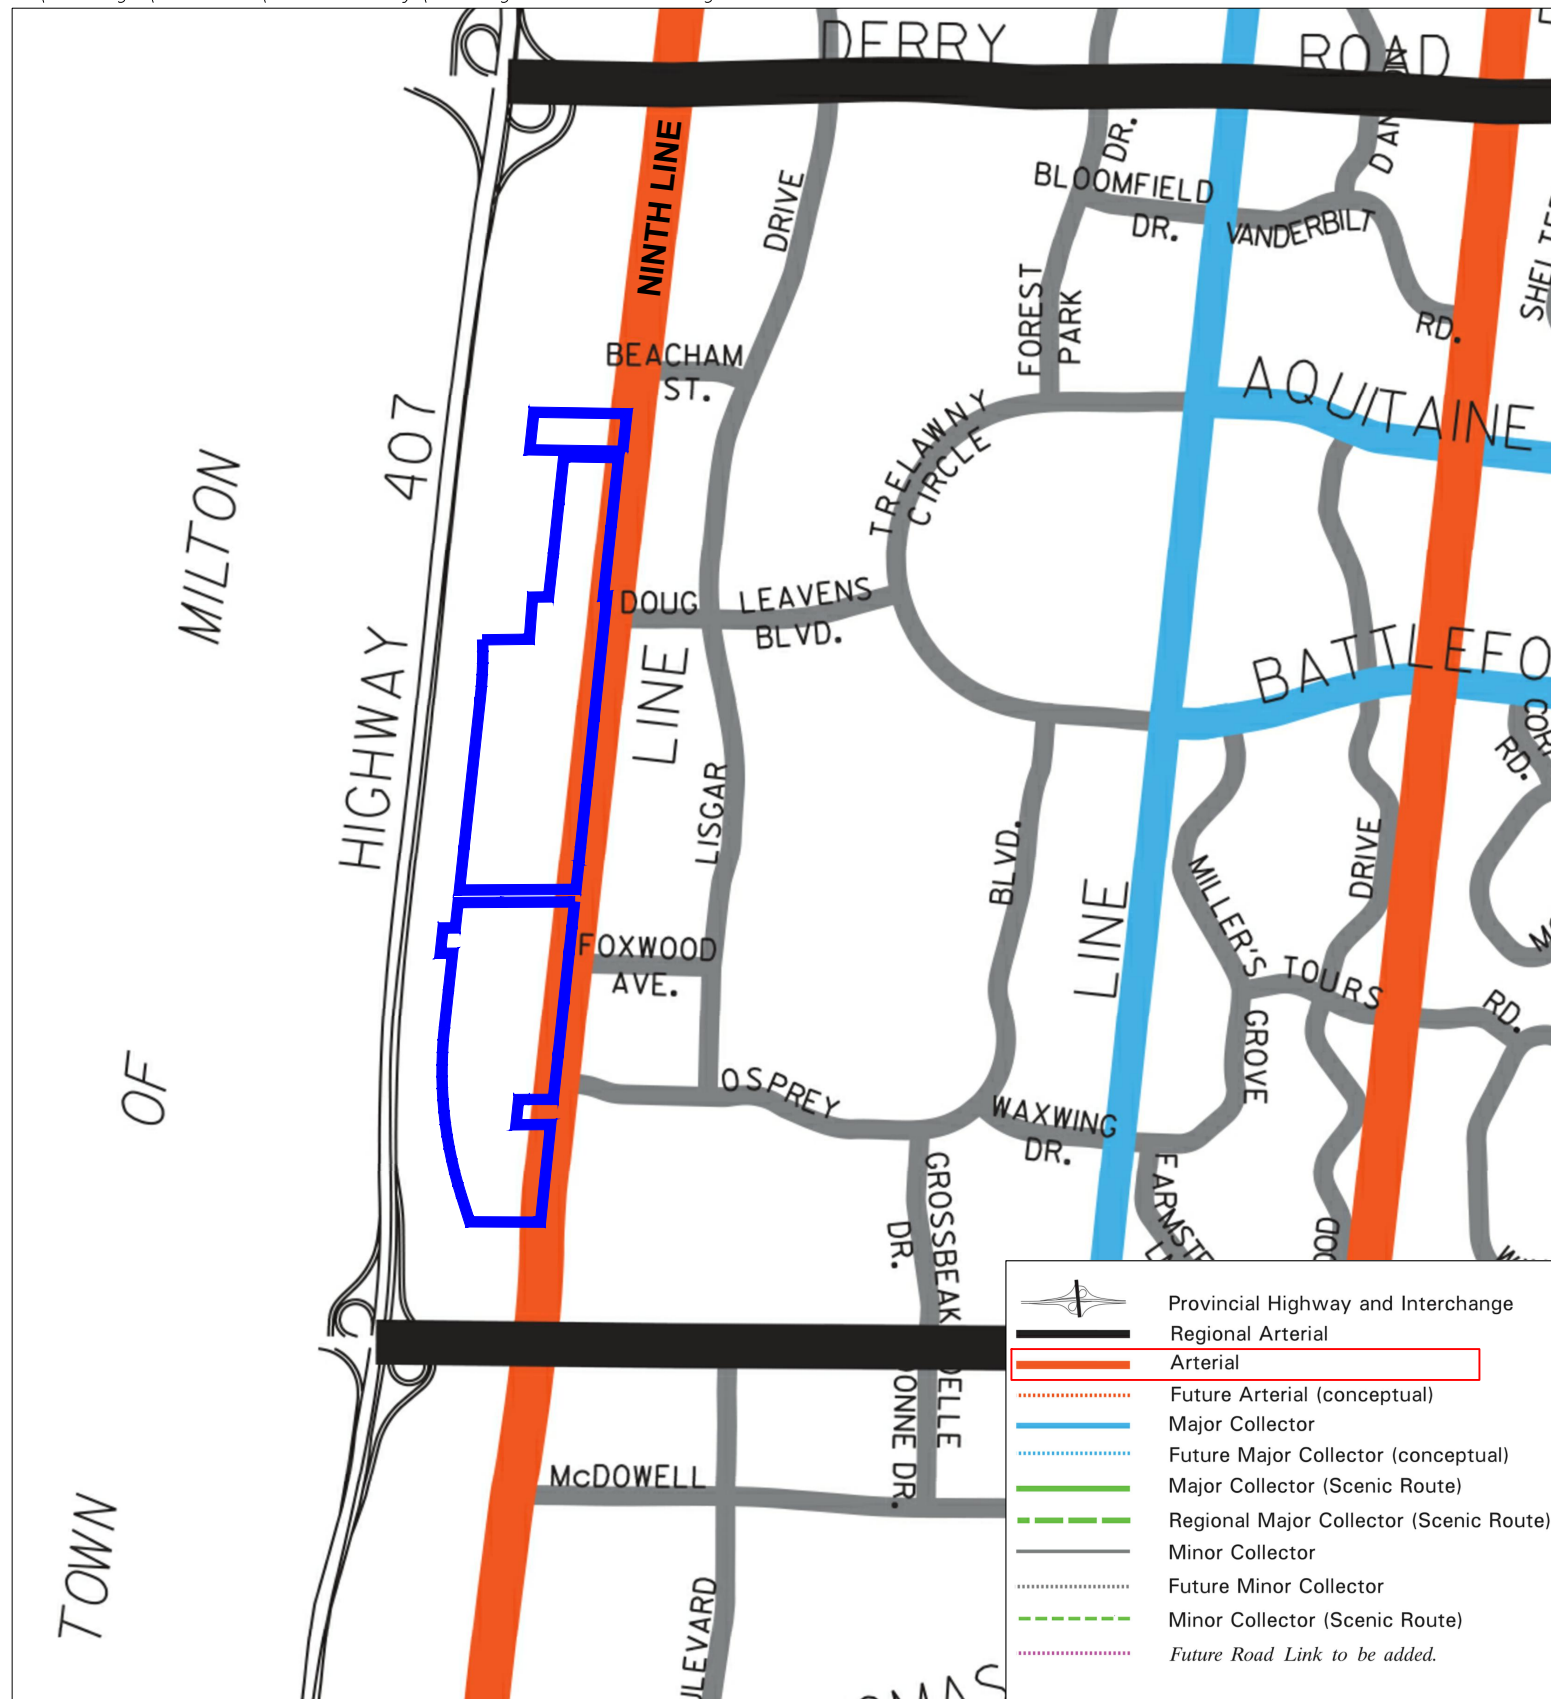 DERRY ROAD
NINTH LINE
DRIVE
DR.
BLOOMFIELD
DR.
VANDERBILT
RD.
FOREST
PARK
BEACHAM
ST.
AQUITAINE
TRELAWNY
CIRCLE
HIGHWAY 407
TOWN OF MILTON
DOUG LEAVENS
BLVD.
LINE
LISGAR
BLVD.
LINE
MILLER'S
GROVE
DRIVE
TOURS
RD.
RD.
FOXWOOD
AVE.
OSPREY
WAXWING
DR.
GROSSBEAK
DR.
McDOWELL
Provincial Highway and Interchange
Regional Arterial
Arterial
Future Arterial (conceptual)
Major Collector
Future Major Collector (conceptual)
Major Collector (Scenic Route)
Regional Major Collector (Scenic Route)
Minor Collector
Future Minor Collector
Minor Collector (Scenic Route)
Future Road Link to be added.